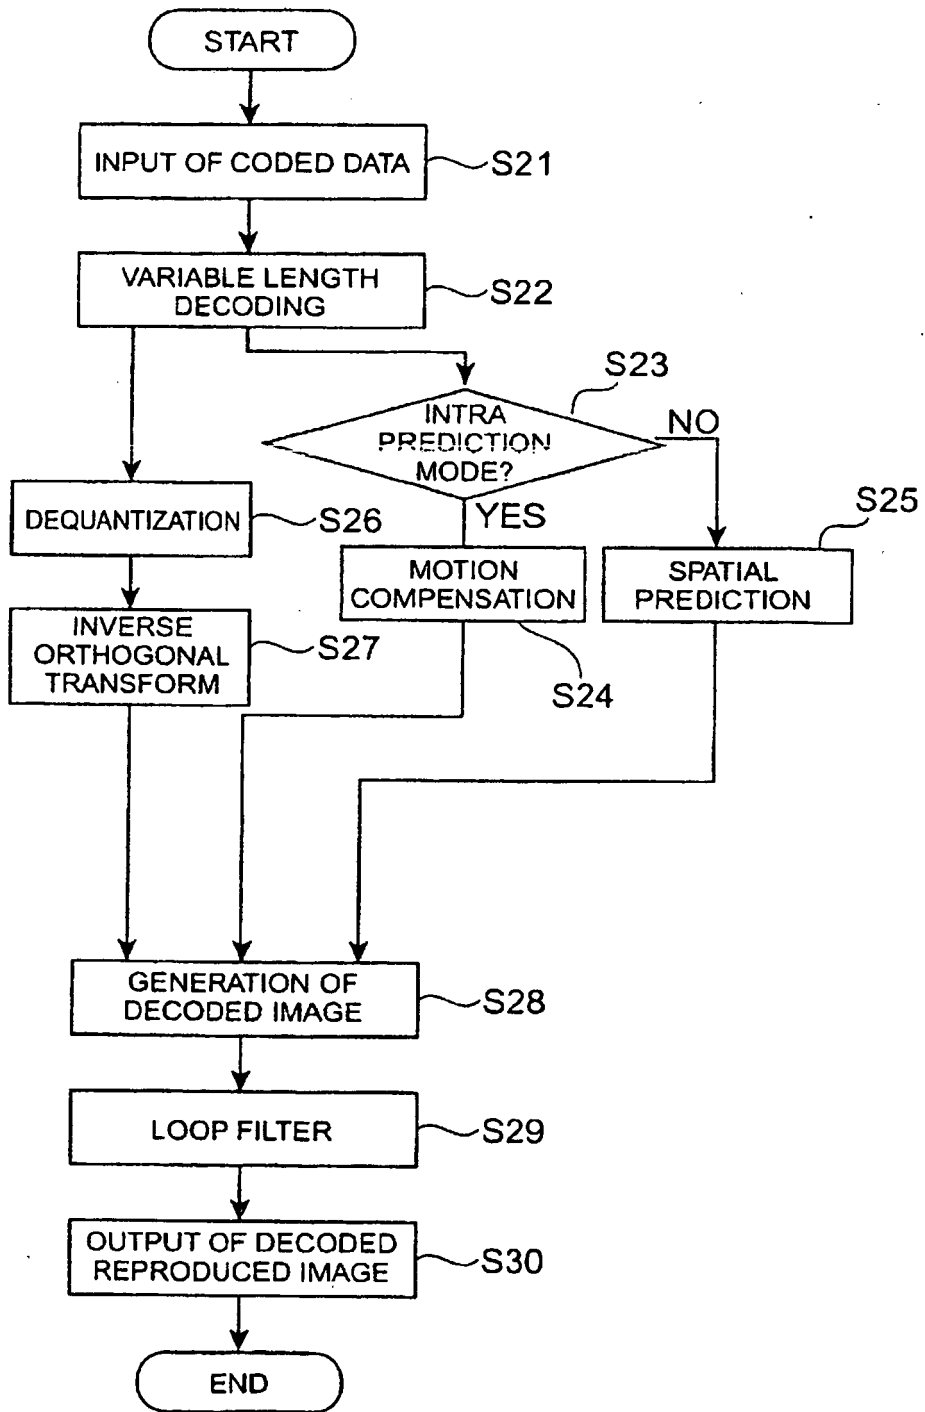 START
INPUT OF CODED DATA
S21
VARIABLE LENGTH
DECODING
S22
S23
INTRA
PREDICTION
MODE?
NO
YES
DEQUANTIZATION
S26
MOTION
COMPENSATION
S24
SPATIAL
PREDICTION
S25
INVERSE
ORTHOGONAL
TRANSFORM
S27
GENERATION OF
DECODED IMAGE
S28
LOOP FILTER
S29
OUTPUT OF DECODED
REPRODUCED IMAGE
S30
END